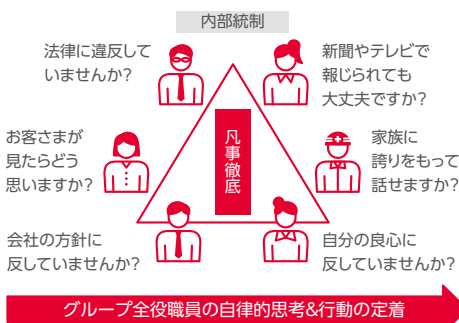 内部統制
法律に違反して
いませんか?
新聞やテレビで
報じられても
大丈夫ですか?
お客さまが
見たらどう
思いますか?
凡事徹底
家族に
誇りをもって
話せますか?
会社の方針に
反していませんか?
自分の良心に
反していませんか?
グループ全役職員の自律的思考&行動の定着